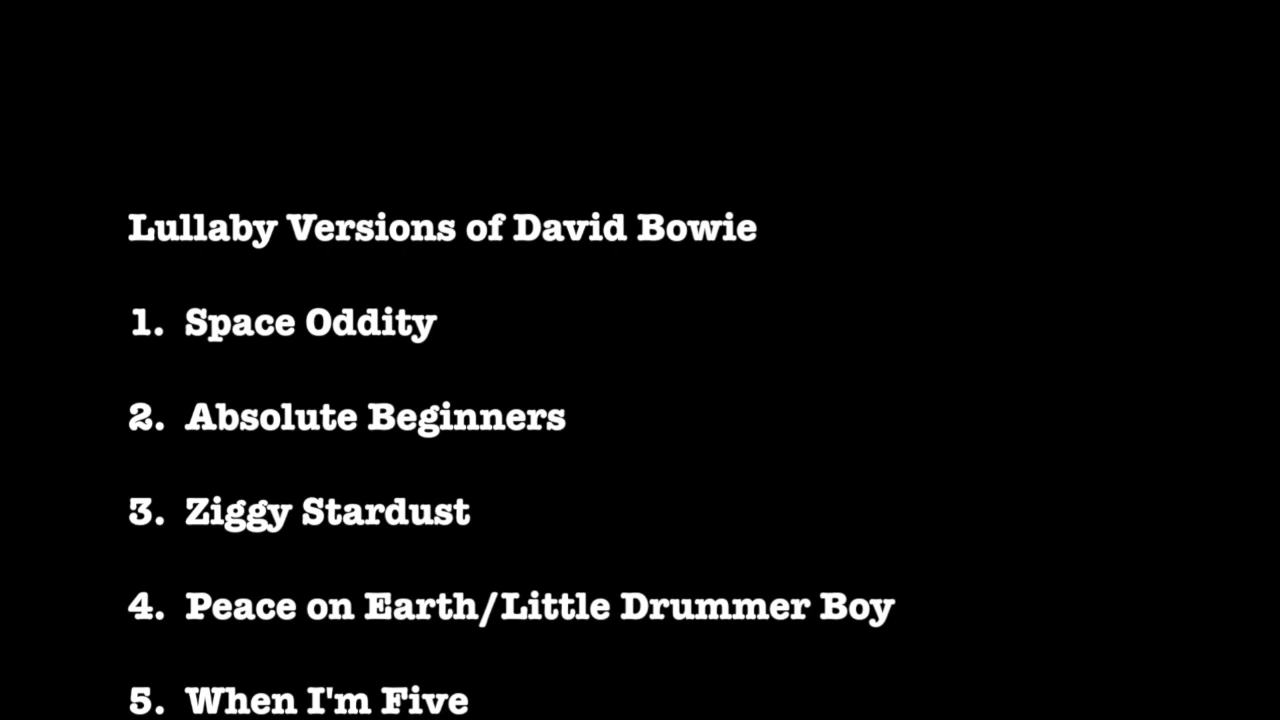 Lullaby Versions of David Bowie
1. Space Oddity
2. Absolute Beginners
3. Ziggy Stardust
4. Peace on Earth/Little Drummer Boy
5. When I'm Five